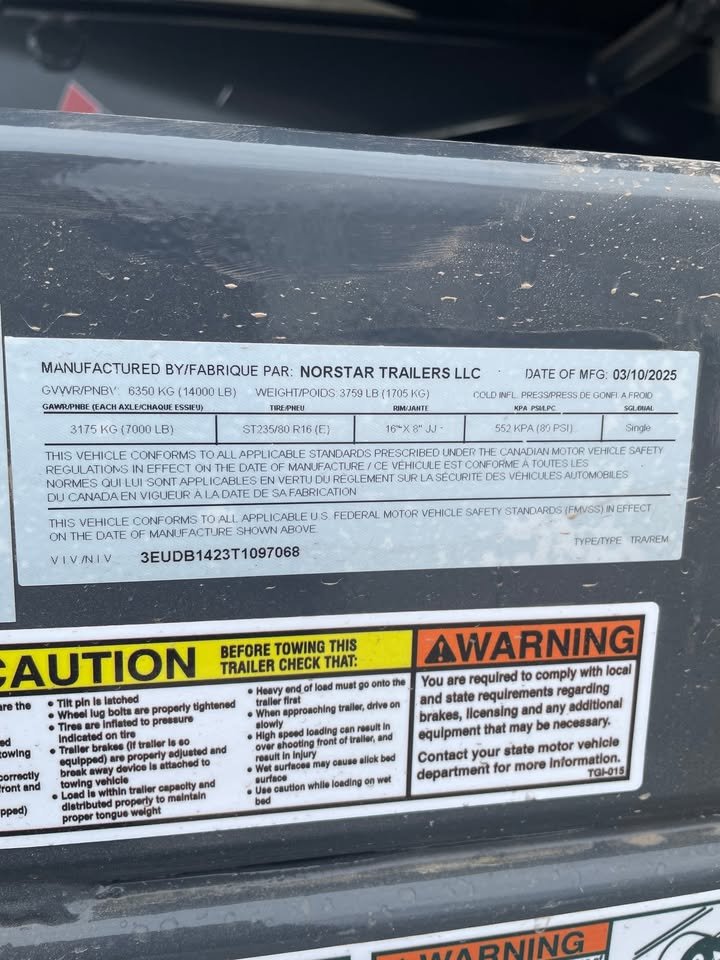 MANUFACTURED BY/FABRIQUE PAR: NORSTAR TRAILERS LLC DATE OF MFG: 03/10/2025
GVWR/PNBV: 6350 KG (14000 LB) WEIGHT/POIDS: 3759 LB (1705 KG) COLD INFL. PRESS/PRESS DE GONFLA FROID
GAWR/PNBE (EACH AXLE/CHAQUE ESSIEU) TIRE/PNEU RIM/JANTE KPA PSI/LPC SGL/DUAL
3175 KG (7000 LB) ST235/80 R16 (E) 16" X 8" JJ 552 KPA (80 PSI) Single
THIS VEHICLE CONFORMS TO ALL APPLICABLE STANDARDS PRESCRIBED UNDER THE CANADIAN MOTOR VEHICLE SAFETY
REGULATIONS IN EFFECT ON THE DATE OF MANUFACTURE / CE VÉHICULE EST CONFORME À TOUTES LES
NORMES QUI LUI SONT APPLICABLES EN VERTU DU RÈGLEMENT SUR LA SÉCURITÉ DES VÉHICULES AUTOMOBILES
DU CANADA EN VIGUEUR À LA DATE DE SA FABRICATION
THIS VEHICLE CONFORMS TO ALL APPLICABLE U.S. FEDERAL MOTOR VEHICLE SAFETY STANDARDS (FMVSS) IN EFFECT
ON THE DATE OF MANUFACTURE SHOWN ABOVE
V I V /N I V 3EUDB1423T1097068 TYPE/TYPE TRA/REM
CAUTION
BEFORE TOWING THIS
TRAILER CHECK THAT:
are the
towing
correctly
front and
• Tilt pin is latched
• Wheel lug bolts are properly tightened
• Tires are inflated to pressure
indicated on tire
• Trailer brakes (if trailer is so
equipped) are properly adjusted and
break away device is attached to
towing vehicle
• Load is within trailer capacity and
distributed properly to maintain
proper tongue weight
• Heavy end of load must go onto the
trailer first
• When approaching trailer, drive on
slowly
• High speed loading can result in
over shooting front of trailer, and
result in injury
• Wet surfaces may cause slick bed
surface
• Use caution while loading on wet
bed
WARNING
You are required to comply with local
and state requirements regarding
brakes, licensing and any additional
equipment that may be necessary.
Contact your state motor vehicle
department for more information.
TGI-015
WARNING